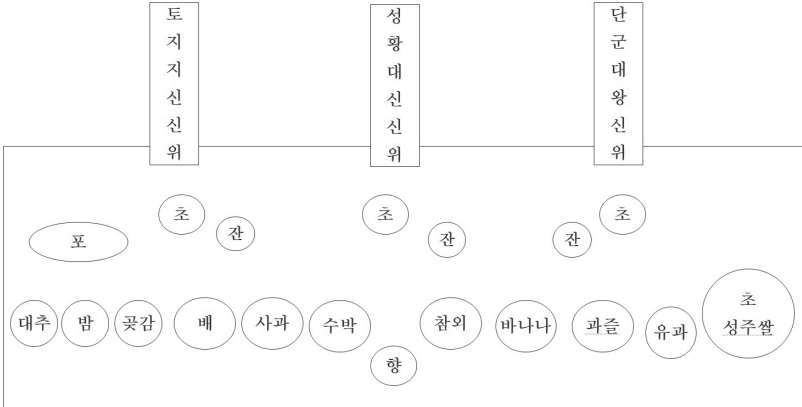 토지지신신위
성황대신신위
단군대왕신위
초 초 초
포 잔 잔 잔
대추 밤 곶감 배 사과 수박 참외 바나나 과즐 유과 초
성주쌀
향